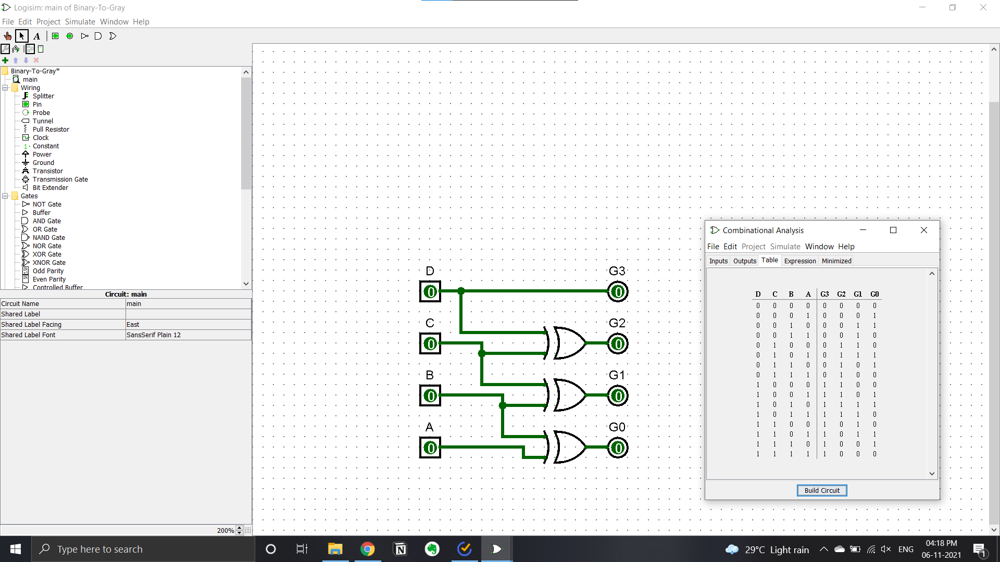 Logisim: main of Binary-To-Gray
File Edit Project Simulate Window Help
A
Binary-To-Gray*
main
Wiring
Splitter
Pin
Probe
Tunnel
Pull Resistor
Clock
Constant
Power
Ground
Transistor
Transmission Gate
Bit Extender
Gates
NOT Gate
Buffer
AND Gate
OR Gate
NAND Gate
NOR Gate
XOR Gate
XNOR Gate
Odd Parity
Even Parity
Controlled Buffer
Circuit: main
Circuit Name main
Shared Label
Shared Label Facing East
Shared Label Font SansSerif Plain 12
200%
D G3
0 0
C G2
0 0
B G1
0 0
A G0
0 0
Combinational Analysis
File Edit Project Simulate Window Help
Inputs Outputs Table Expression Minimized
D C B A G3 G2 G1 G0
0 0 0 0 0 0 0 0
0 0 0 1 0 0 0 1
0 0 1 0 0 0 1 1
0 0 1 1 0 0 1 0
0 1 0 0 0 1 1 0
0 1 0 1 0 1 1 1
0 1 1 0 0 1 0 1
0 1 1 1 0 1 0 0
1 0 0 0 1 1 0 0
1 0 0 1 1 1 0 1
1 0 1 0 1 1 1 1
1 0 1 1 1 1 1 0
1 1 0 0 1 0 1 0
1 1 0 1 1 0 1 1
1 1 1 0 1 0 0 1
1 1 1 1 1 0 0 0
Build Circuit
Type here to search
29°C Light rain
ENG
04:18 PM
06-11-2021
1